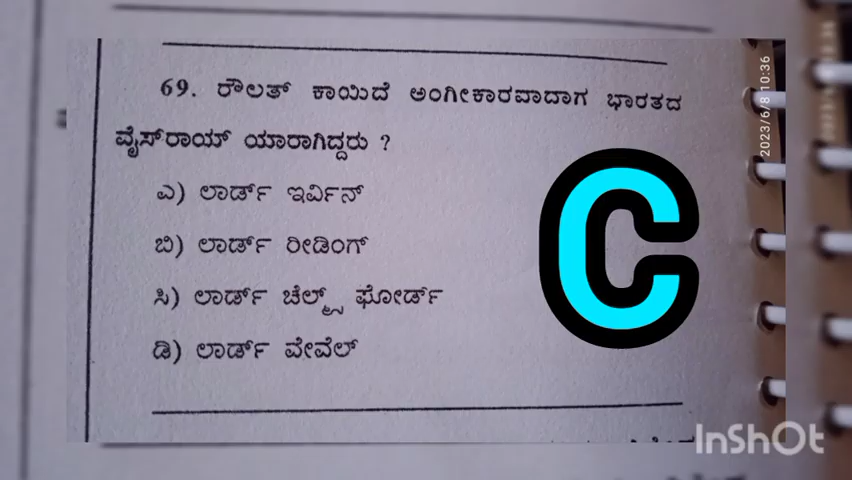 69. ರೌಲತ್ ಕಾಯಿದೆ ಅಂಗೀಕಾರವಾದಾಗ ಭಾರತದ
ವೈಸ್‌ರಾಯ್ ಯಾರಾಗಿದ್ದರು ?
ಎ) ಲಾರ್ಡ್ ಇರ್ವಿನ್
ಬಿ) ಲಾರ್ಡ್ ರೀಡಿಂಗ್
ಸಿ) ಲಾರ್ಡ್ ಚೆಲ್ಮ್ಸ್ ಫೋರ್ಡ್
ಡಿ) ಲಾರ್ಡ್ ವೇವೆಲ್
C
2023/6/8 10:36
InShOt